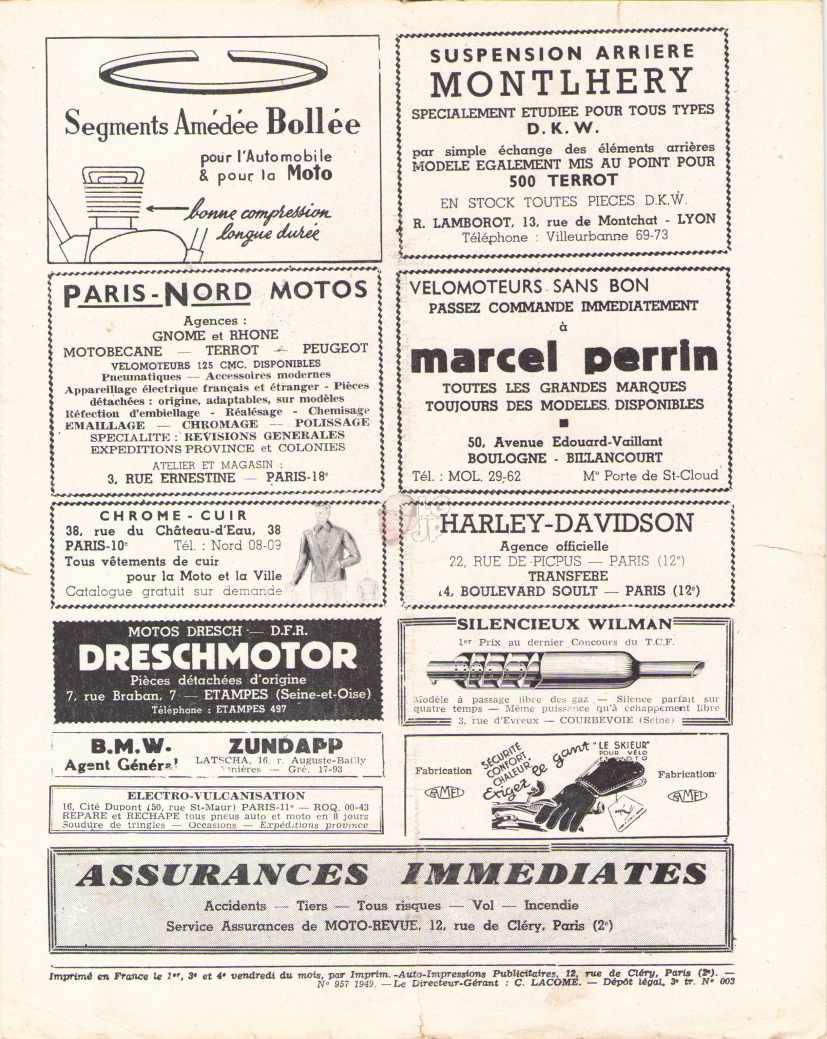 Segments Amédée Bollée
pour l'Automobile
& pour la Moto
bonne compression
longue durée
SUSPENSION ARRIERE
MONTLHERY
SPECIALEMENT ETUDIEE POUR TOUS TYPES
D. K. W.
par simple échange des éléments arrières
MODELE EGALEMENT MIS AU POINT POUR
500 TERROT
EN STOCK TOUTES PIECES D.K.W.
R. LAMBOROT, 13, rue de Montchat - LYON
Téléphone : Villeurbanne 69-73
PARIS-NORD MOTOS
Agences :
GNOME et RHONE
MOTOBECANE — TERROT — PEUGEOT
VELOMOTEURS 125 CMC. DISPONIBLES
Pneumatiques — Accessoires modernes
Appareillage électrique français et étranger - Pièces
détachées : origine, adaptables, sur modèles
Réfection d'embiellage - Réalésage - Chemisage
EMAILLAGE — CHROMAGE — POLISSAGE
SPECIALITE : REVISIONS GENERALES
EXPEDITIONS PROVINCE et COLONIES
ATELIER ET MAGASIN :
3, RUE ERNESTINE — PARIS-18e
VELOMOTEURS SANS BON
PASSEZ COMMANDE IMMEDIATEMENT
à
marcel perrin
TOUTES LES GRANDES MARQUES
TOUJOURS DES MODELES DISPONIBLES
50, Avenue Edouard-Vaillant
BOULOGNE - BILLANCOURT
Tél. : MOL. 29-62 Mo Porte de St-Cloud
CHROME - CUIR
38, rue du Château-d'Eau, 38
PARIS-10e Tél. : Nord 08-09
Tous vêtements de cuir
pour la Moto et la Ville
Catalogue gratuit sur demande
HARLEY-DAVIDSON
Agence officielle
22, RUE DE PICPUS — PARIS (12e)
TRANSFERE
14, BOULEVARD SOULT — PARIS (12e)
MOTOS DRESCH — D.F.R.
DRESCHMOTOR
Pièces détachées d'origine
7, rue Braban, 7 — ETAMPES (Seine-et-Oise)
Téléphone : ETAMPES 497
SILENCIEUX WILMAN
1er Prix au dernier Concours du T.C.F.
Modèle à passage libre des gaz — Silence parfait sur
quatre temps — Même puissance qu'à échappement libre
3, rue d'Evreux — COURBEVOIE (Seine)
B.M.W. ZUNDAPP
Agent Général LATSCHA, 16, r. Auguste-Bailly
Asnières — Gré. 17-93
SÉCURITÉ
CONFORT
CHALEUR
Exigez le gant "LE SKIEUR"
POUR VÉLO
ET MOTO
Fabrication
GAMET
Fabrication
GAMET
ELECTRO-VULCANISATION
16, Cité Dupont (50, rue St-Maur) PARIS-11e — ROQ. 00-43
REPARE et RECHAPE tous pneus auto et moto en 8 jours
Soudure de tringles — Occasions — Expéditions province
ASSURANCES IMMEDIATES
Accidents — Tiers — Tous risques — Vol — Incendie
Service Assurances de MOTO-REVUE, 12, rue de Cléry, Paris (2e)
Imprimé en France le 1er, 3e et 4e vendredi du mois, par Imprim.-Auto-Impressions Publicitaires, 12, rue de Cléry, Paris (2e). —
No 957 1949. — Le Directeur-Gérant : C. LACOME. — Dépôt légal, 3e tr. No 003